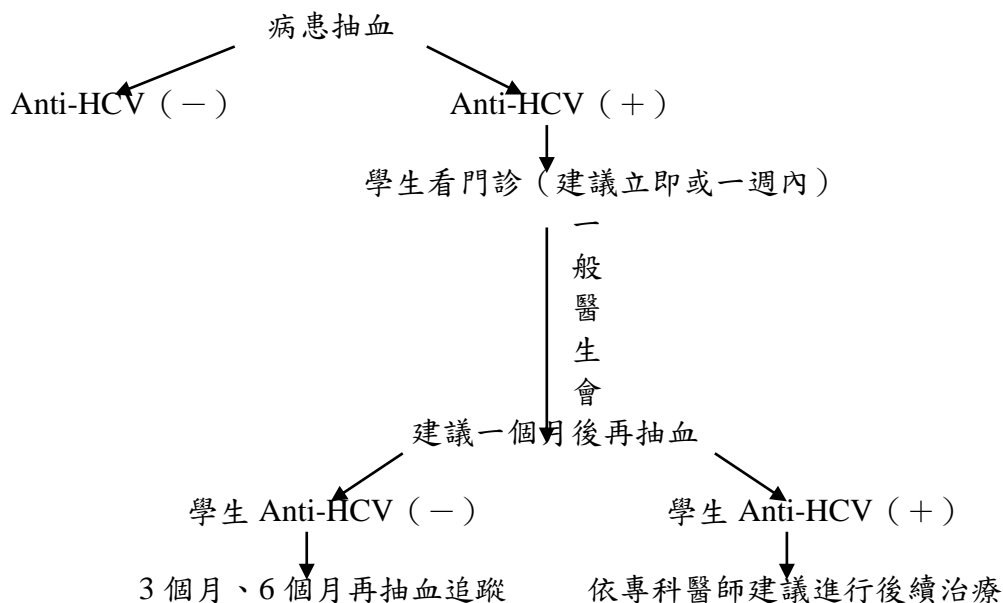 病患抽血
Anti-HCV（－） Anti-HCV（＋）
學生看門診（建議立即或一週內）
一
般
醫
生
會
建議一個月後再抽血
學生 Anti-HCV（－） 學生 Anti-HCV（＋）
3 個月、6 個月再抽血追蹤 依專科醫師建議進行後續治療